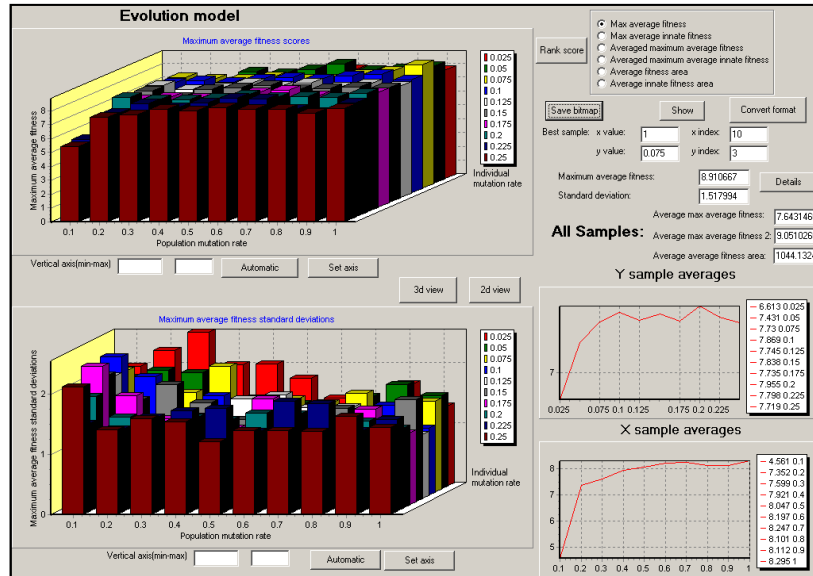 Evolution model
Maximum average fitness scores
Maximum average fitness
8
7
6
5
4
3
2
1
0
0.1 0.2 0.3 0.4 0.5 0.6 0.7 0.8 0.9 1
Population mutation rate
0.025
0.05
0.075
0.1
0.125
0.15
0.175
0.2
0.225
0.25
Individual
mutation rate
Vertical axis(min-max)
Automatic
Set axis
3d view
2d view
Maximum average fitness standard deviations
Maximum average fitness standard deviations
2
1
0
0.1 0.2 0.3 0.4 0.5 0.6 0.7 0.8 0.9 1
Population mutation rate
0.025
0.05
0.075
0.1
0.125
0.15
0.175
0.2
0.225
0.25
Individual
mutation rate
Vertical axis(min-max)
Automatic
Set axis
Rank score
Max average fitness
Max average innate fitness
Averaged maximum average fitness
Averaged maximum average innate fitness
Average fitness area
Average innate fitness area
Save bitmap
Show
Convert format
Best sample: x value: 1 x index: 10
y value: 0.075 y index: 3
Maximum average fitness: 8.910667
Standard deviation: 1.517994
Details
All Samples:
Average max average fitness: 7.643146
Average max average fitness 2: 9.051026
Average average fitness area: 1044.1324
Y sample averages
7
0.025 0.075 0.1 0.125 0.175 0.2 0.225
6.613 0.025
7.431 0.05
7.73 0.075
7.869 0.1
7.745 0.125
7.838 0.15
7.735 0.175
7.955 0.2
7.798 0.225
7.719 0.25
X sample averages
8
7
6
5
0.1 0.2 0.3 0.4 0.5 0.6 0.7 0.8 0.9 1
4.561 0.1
7.352 0.2
7.599 0.3
7.921 0.4
8.047 0.5
8.197 0.6
8.247 0.7
8.101 0.8
8.112 0.9
8.295 1